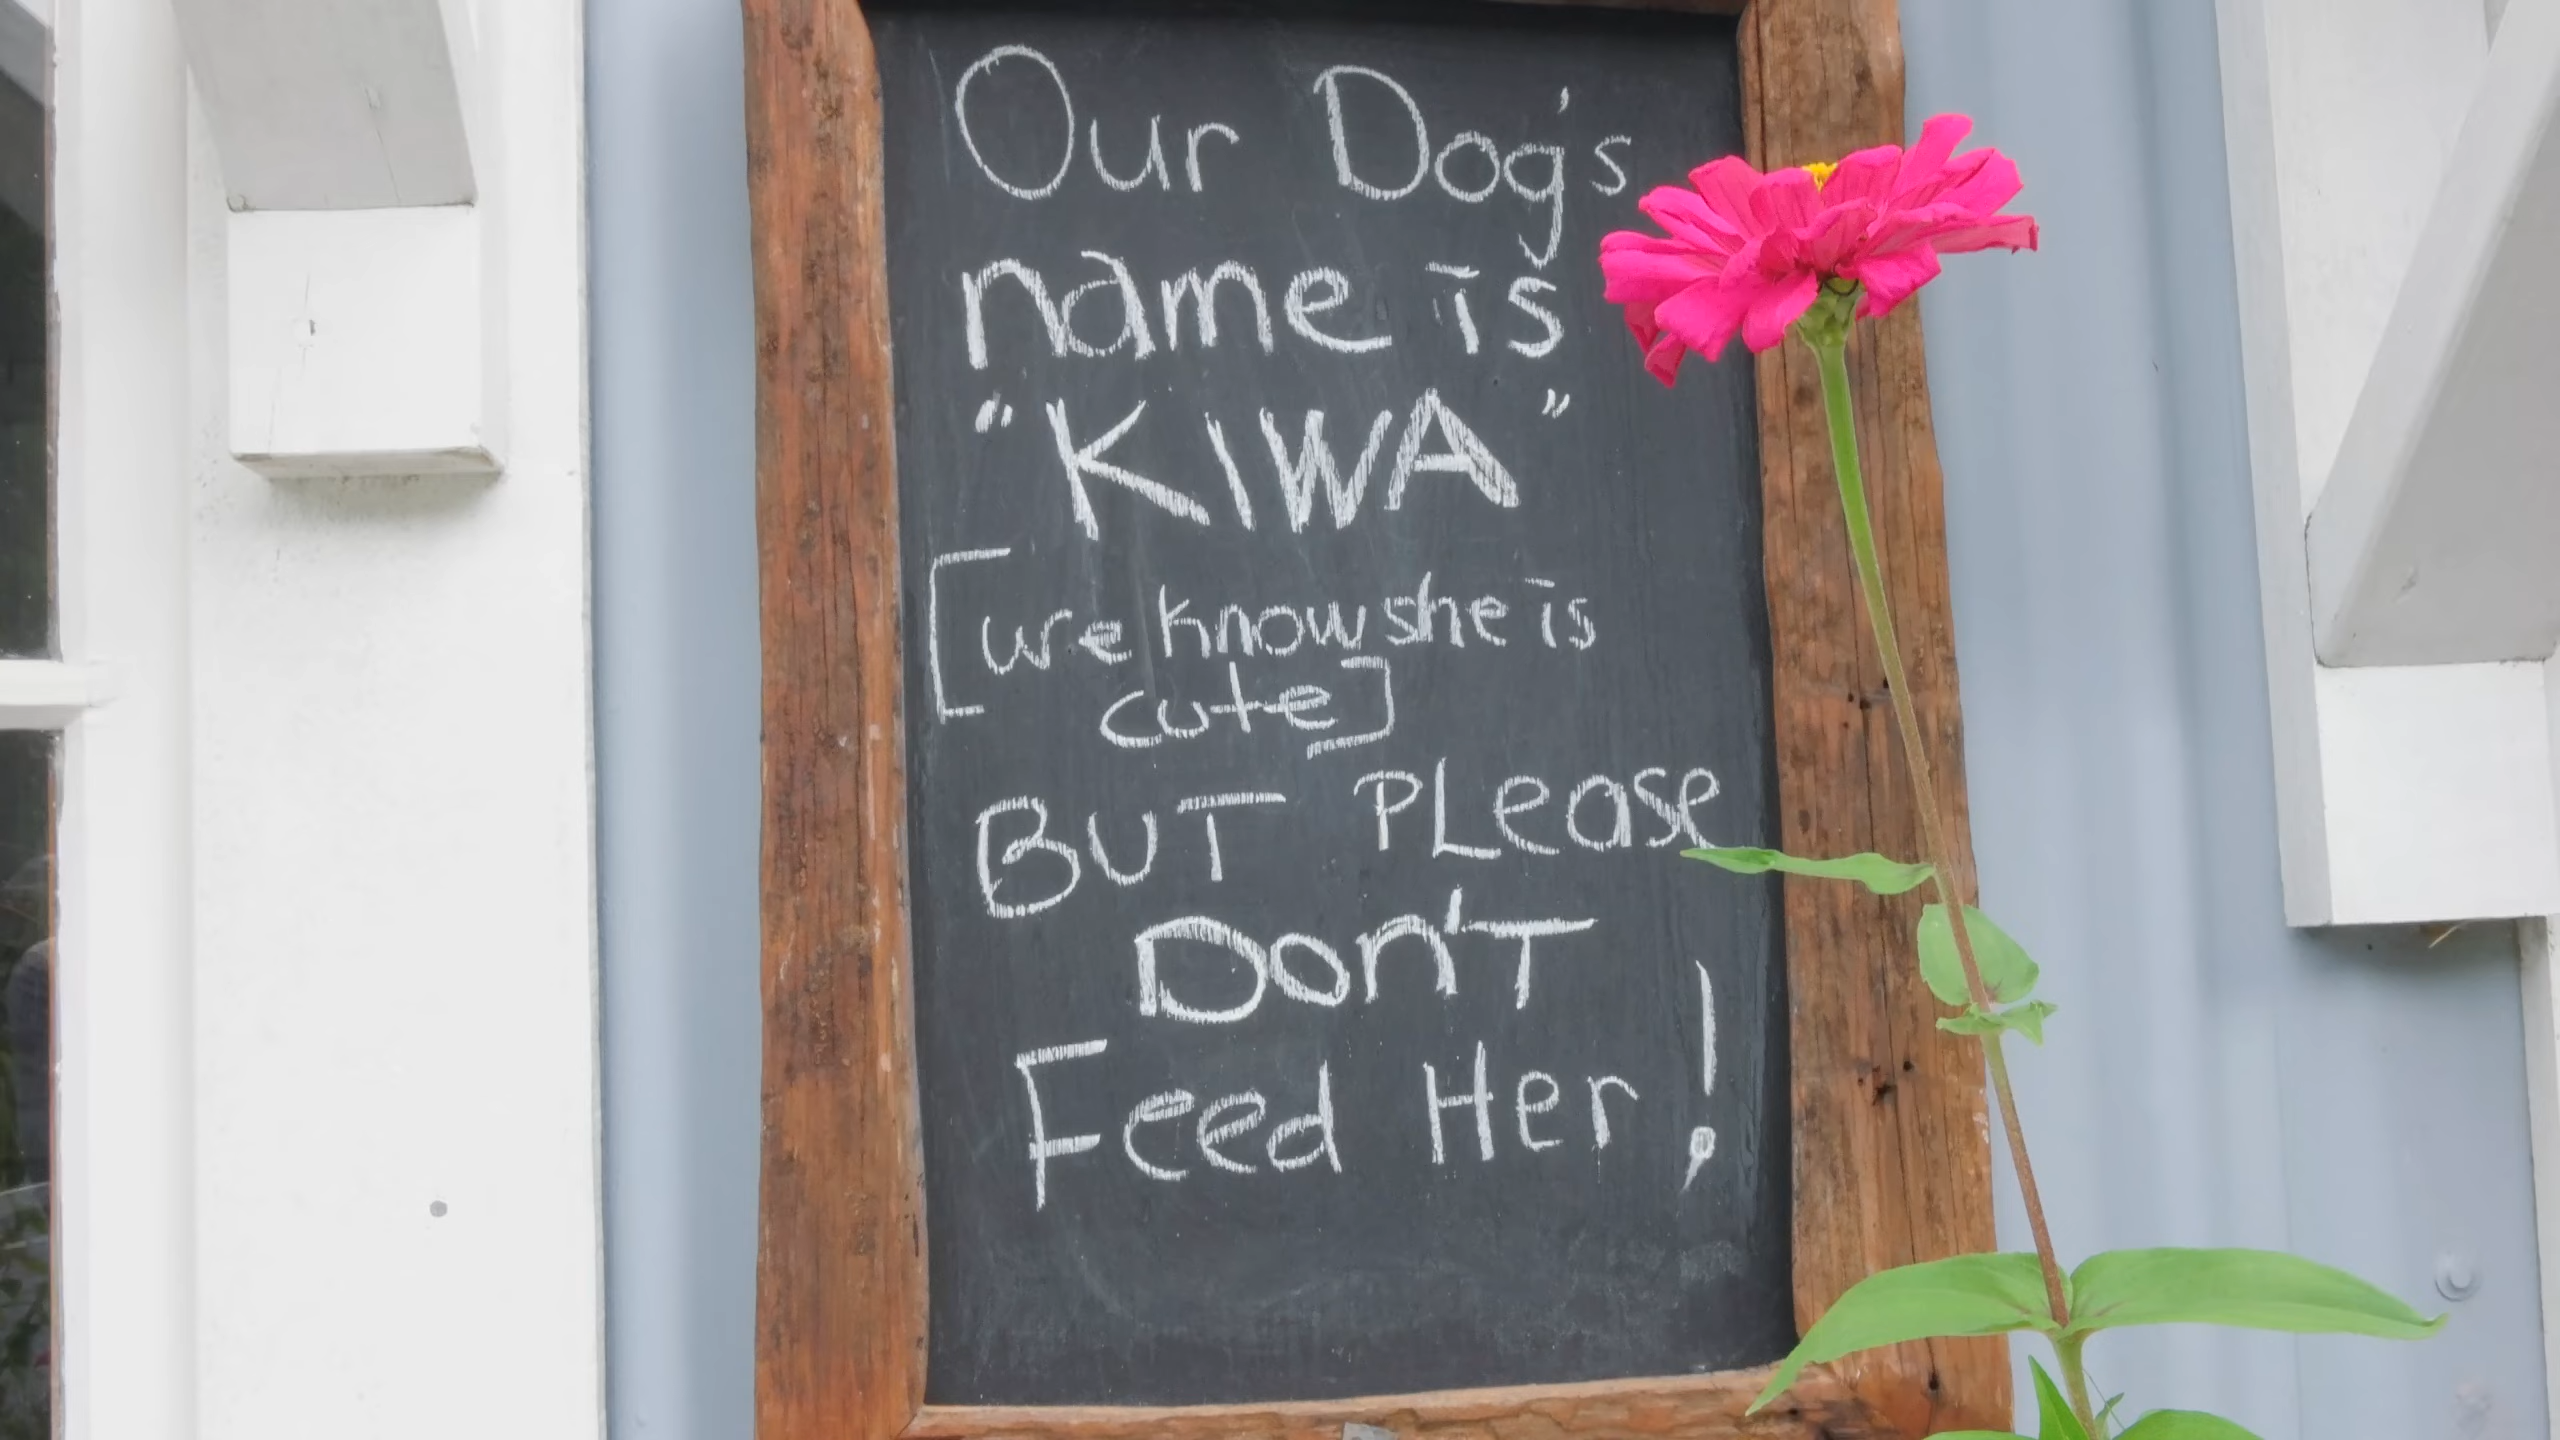 Our Dog's
name is
"KIWA"
[we know she is
cute]
BUT PLease
Don'T
Feed Her!